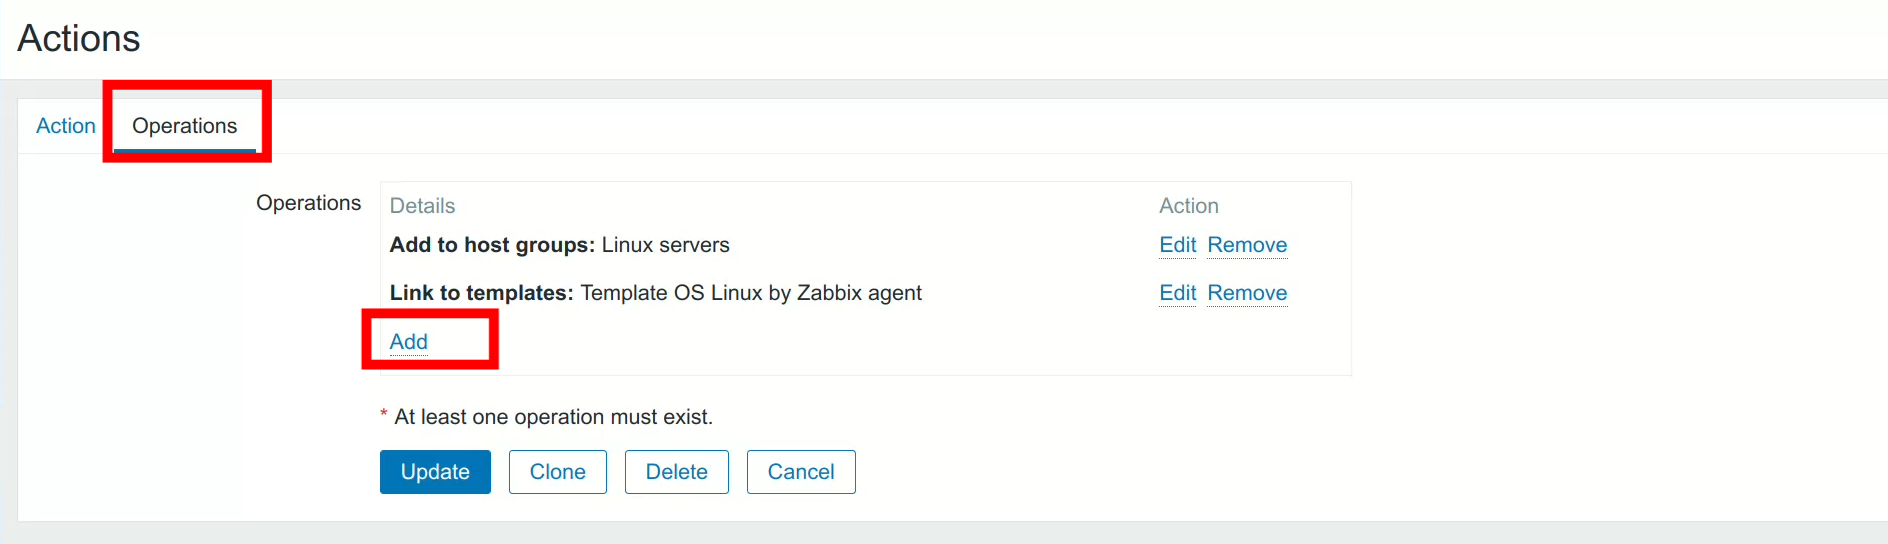 Actions
Action Operations
Operations Details Action
Add to host groups: Linux servers Edit Remove
Link to templates: Template OS Linux by Zabbix agent Edit Remove
Add
* At least one operation must exist.
Update Clone Delete Cancel